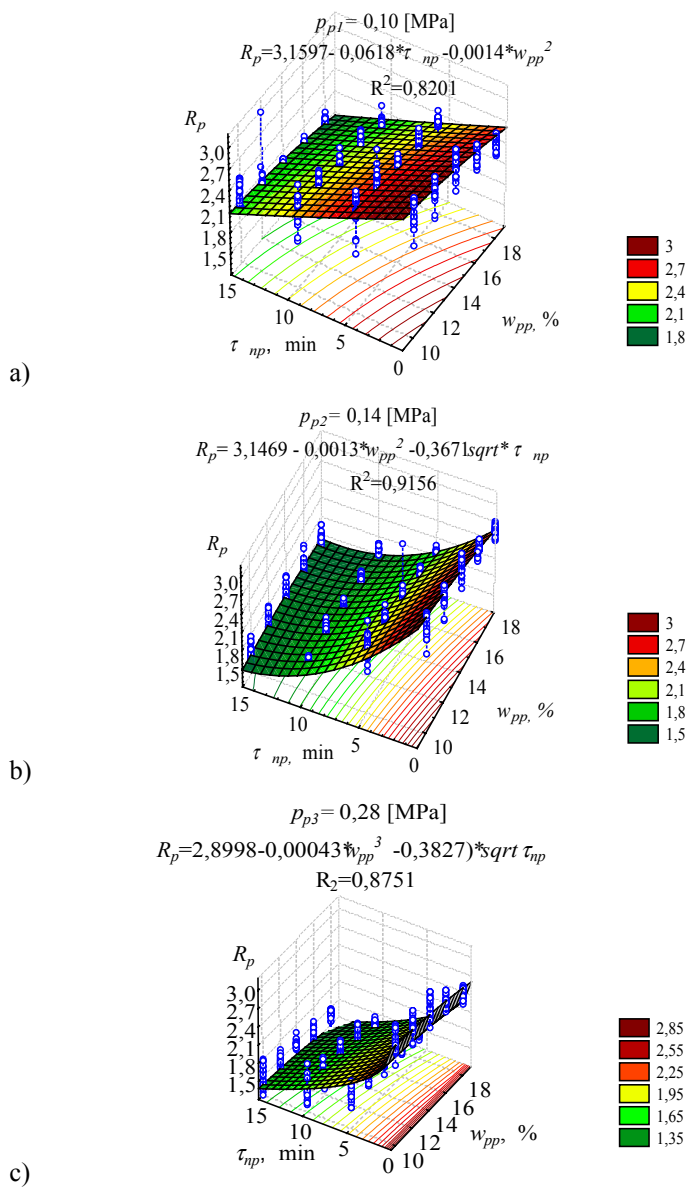 p_p1 = 0,10 [MPa]
R_p=3,1597- 0,0618*τ_np -0,0014*w_pp^2
R^2=0,8201
R_p
3,0
2,7
2,4
2,1
1,8
1,5
15
10
5
0
τ_np, min
18
16
14
12
10
w_pp, %
3
2,7
2,4
2,1
1,8
a)
p_p2 = 0,14 [MPa]
R_p= 3,1469 - 0,0013*w_pp^2 -0,3671sqrt* τ_np
R^2=0,9156
R_p
3,0
2,7
2,4
2,1
1,8
1,5
15
10
5
0
τ_np, min
18
16
14
12
10
w_pp, %
3
2,7
2,4
2,1
1,8
1,5
b)
p_p3= 0,28 [MPa]
R_p=2,8998-0,00043*w_pp^3 -0,3827)*sqrt τ_np
R_2=0,8751
R_p
3,0
2,7
2,4
2,1
1,8
1,5
15
10
5
0
τ_np, min
18
16
14
12
10
w_pp, %
2,85
2,55
2,25
1,95
1,65
1,35
c)